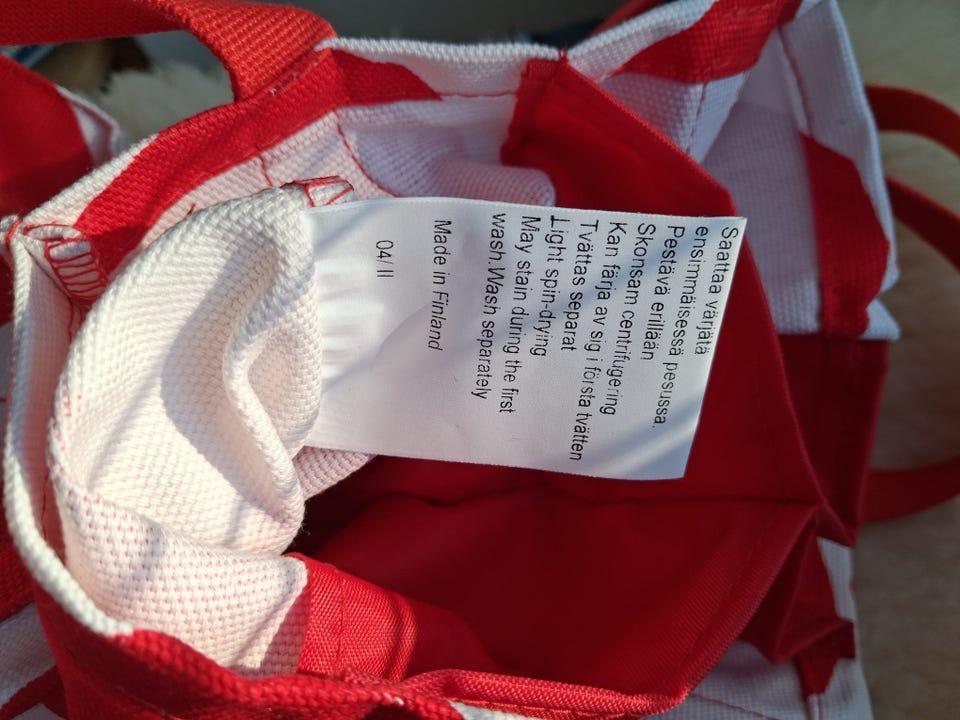 Saattaa värjätä
ensimmäisessä pesussa.
Pestävä erillään
Skonsam centrifugering
Kan färja av sig i första tvätten
Tvättas separat
Light spin-drying
May stain during the first
wash.Wash separately
Made in Finland
04/II